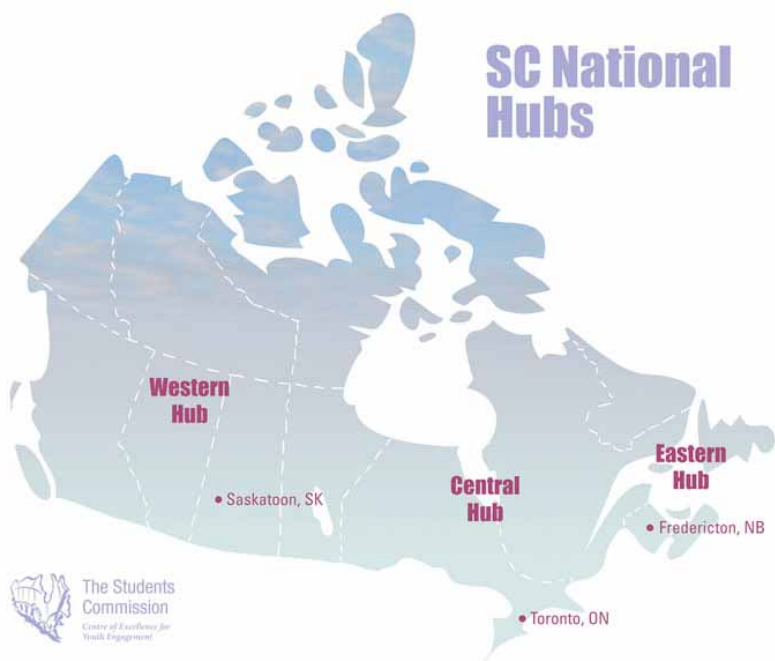 SC National
Hubs
Western
Hub
Eastern
Hub
Central
Hub
Saskatoon, SK
Fredericton, NB
Toronto, ON
The Students
Commission
Centre of Excellence for
Youth Engagement